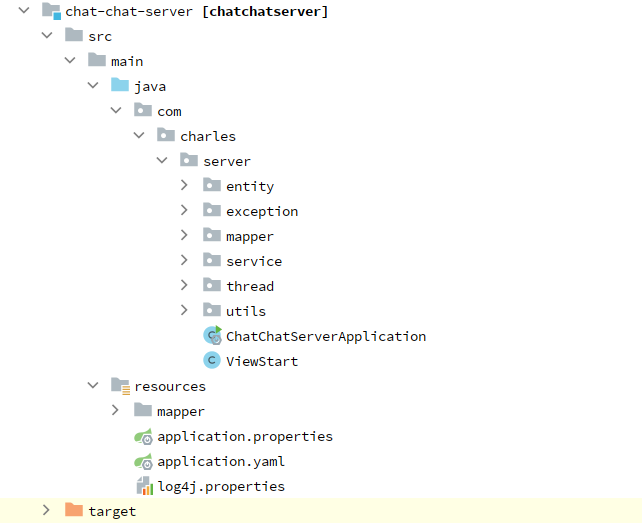 chat-chat-server [chatchatserver]
src
main
java
com
charles
server
entity
exception
mapper
service
thread
utils
ChatChatServerApplication
ViewStart
resources
mapper
application.properties
application.yaml
log4j.properties
target